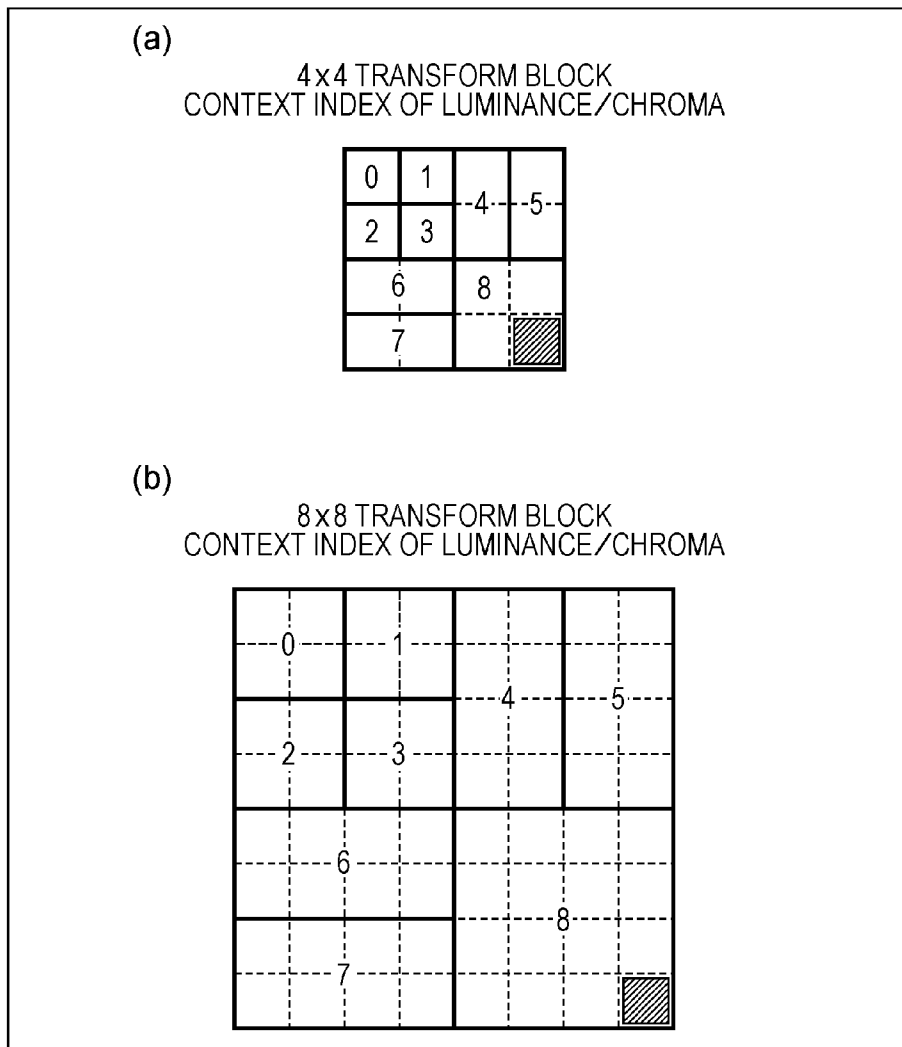 (a)
4x4 TRANSFORM BLOCK
CONTEXT INDEX OF LUMINANCE/CHROMA
0 1 4 5
2 3
6 8
7
(b)
8x8 TRANSFORM BLOCK
CONTEXT INDEX OF LUMINANCE/CHROMA
0 1
4 5
2 3
6
8
7